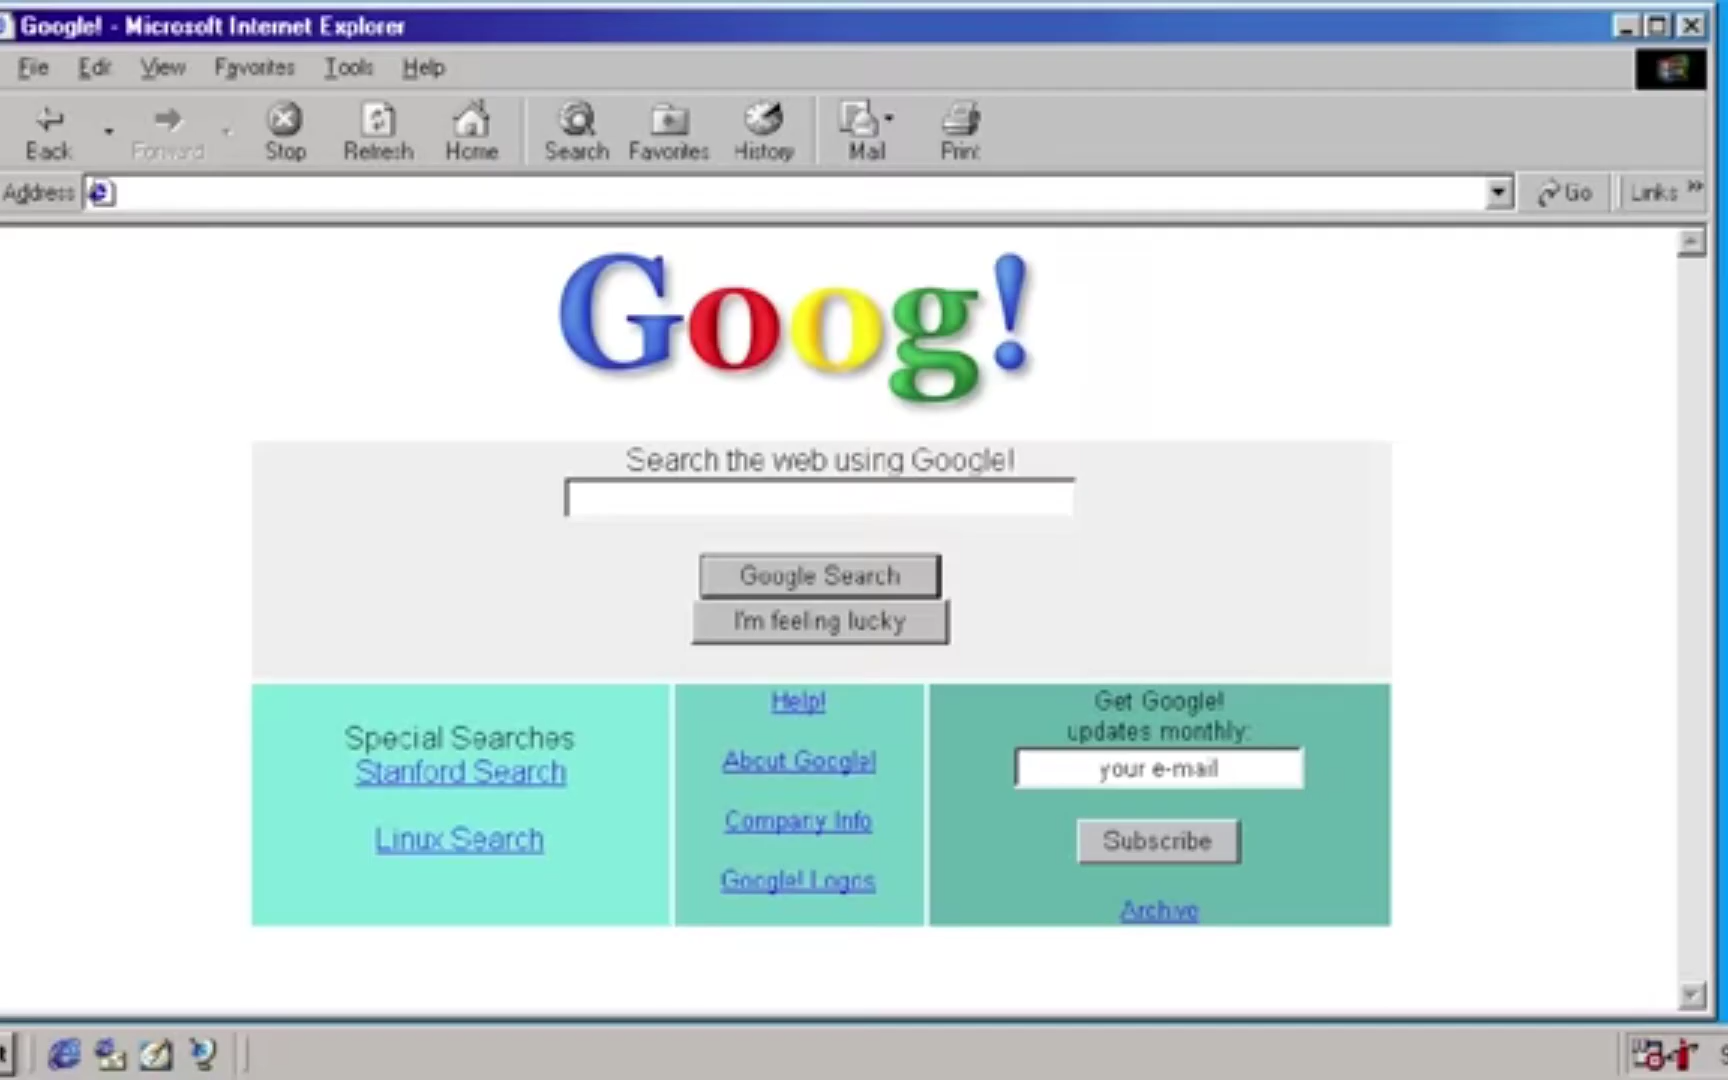 Google! - Microsoft Internet Explorer
File Edit View Favorites Tools Help
Back Forward Stop Refresh Home Search Favorites History Mail Print
Address Go Links »
Goog!
Search the web using Google!
Google Search
I'm feeling lucky
Special Searches
Stanford Search
Linux Search
Help!
About Google!
Company Info
Google! Logos
Get Google!
updates monthly:
your e-mail
Subscribe
Archive